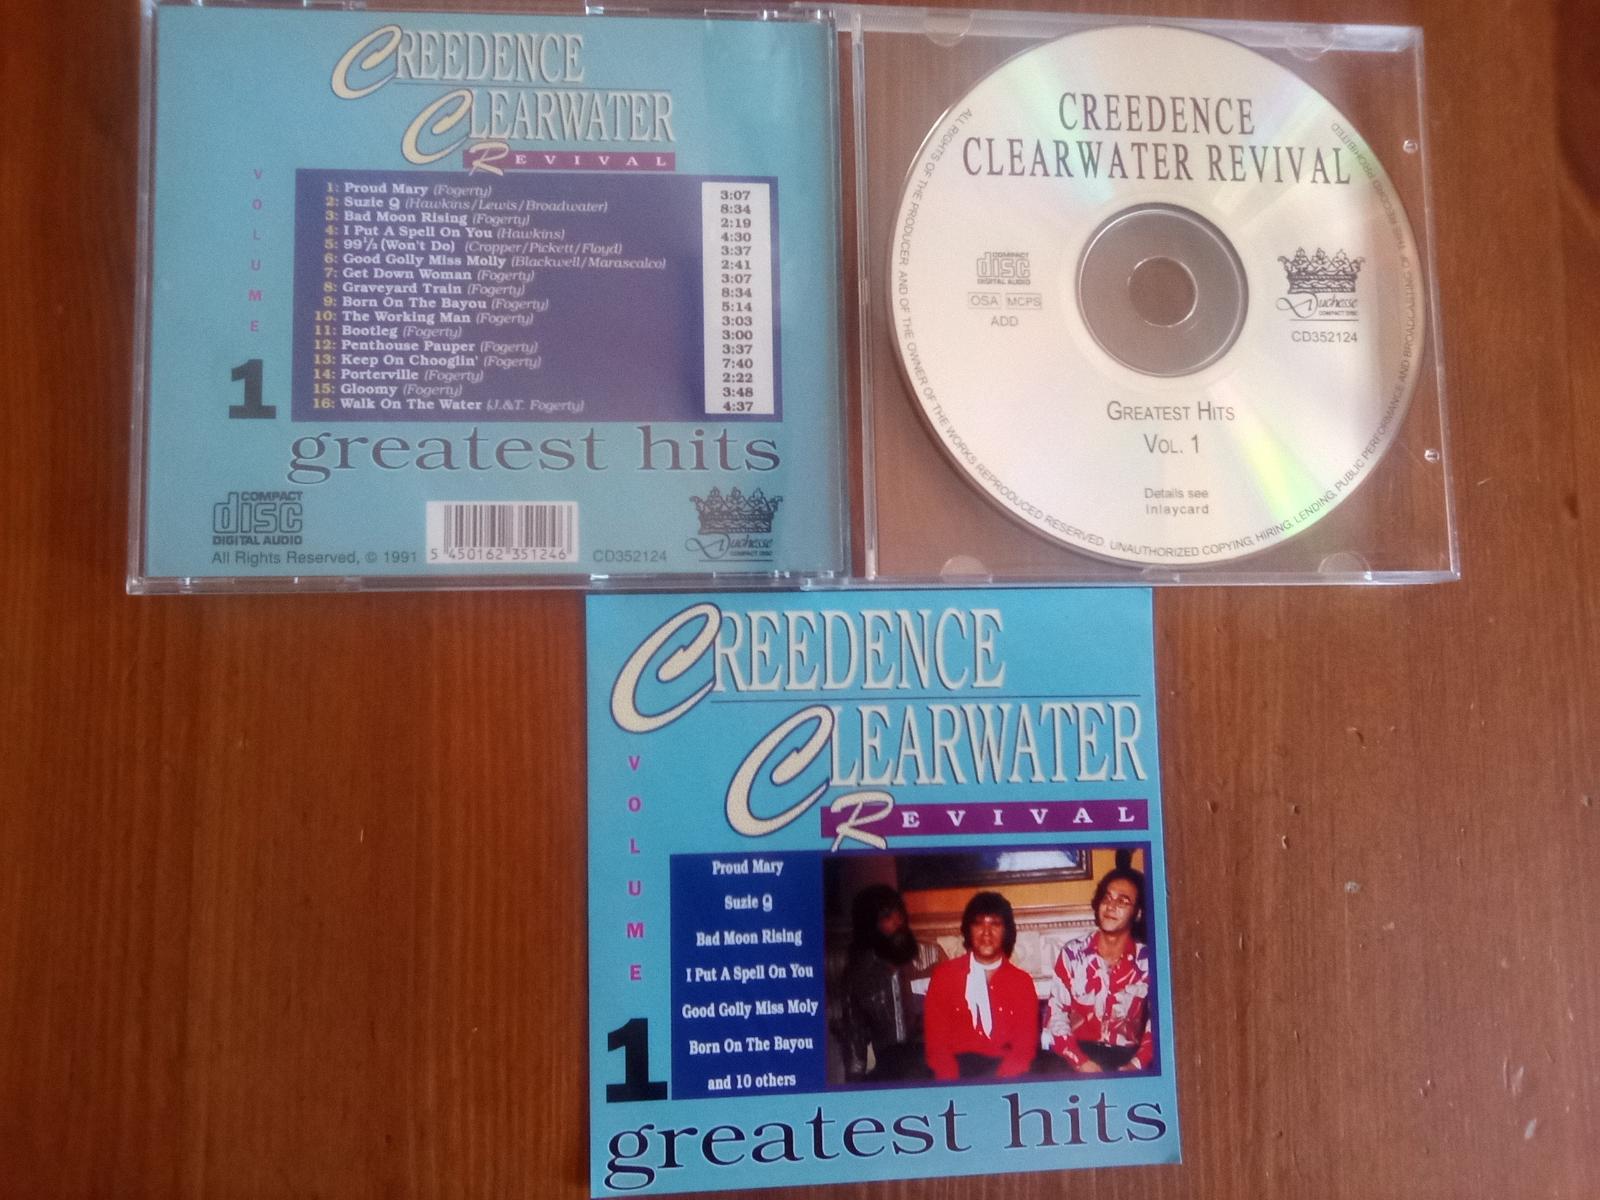 CREEDENCE
CLEARWATER
REVIVAL
VOLUME
1
1: Proud Mary (Fogerty) 3:07
2: Suzie Q (Hawkins/Lewis/Broadwater) 8:34
3: Bad Moon Rising (Fogerty) 2:19
4: I Put A Spell On You (Hawkins) 4:30
5: 99½ (Won't Do) (Cropper/Pickett/Floyd) 3:37
6: Good Golly Miss Molly (Blackwell/Marascalco) 2:41
7: Get Down Woman (Fogerty) 3:07
8: Graveyard Train (Fogerty) 8:34
9: Born On The Bayou (Fogerty) 5:14
10: The Working Man (Fogerty) 3:03
11: Bootleg (Fogerty) 3:00
12: Penthouse Pauper (Fogerty) 3:37
13: Keep On Chooglin' (Fogerty) 7:40
14: Porterville (Fogerty) 2:22
15: Gloomy (Fogerty) 3:48
16: Walk On The Water (J.&T. Fogerty) 4:37
greatest hits
COMPACT
disc
DIGITAL AUDIO
All Rights Reserved, © 1991
5 450162 351246
CD352124
Duchesse
COMPACT DISC
CREEDENCE
CLEARWATER REVIVAL
COMPACT
disc
DIGITAL AUDIO
OSA MCPS
ADD
Duchesse
COMPACT DISC
CD352124
GREATEST HITS
VOL. 1
Details see
Inlaycard
ALL RIGHTS OF THE PRODUCER AND OF THE OWNER OF THE WORKS REPRODUCED RESERVED. UNAUTHORIZED COPYING, HIRING, LENDING, PUBLIC PERFORMANCE AND BROADCASTING OF THE RECORD PROHIBITED
CREEDENCE
CLEARWATER
REVIVAL
VOLUME
1
Proud Mary
Suzie Q
Bad Moon Rising
I Put A Spell On You
Good Golly Miss Moly
Born On The Bayou
and 10 others
greatest hits